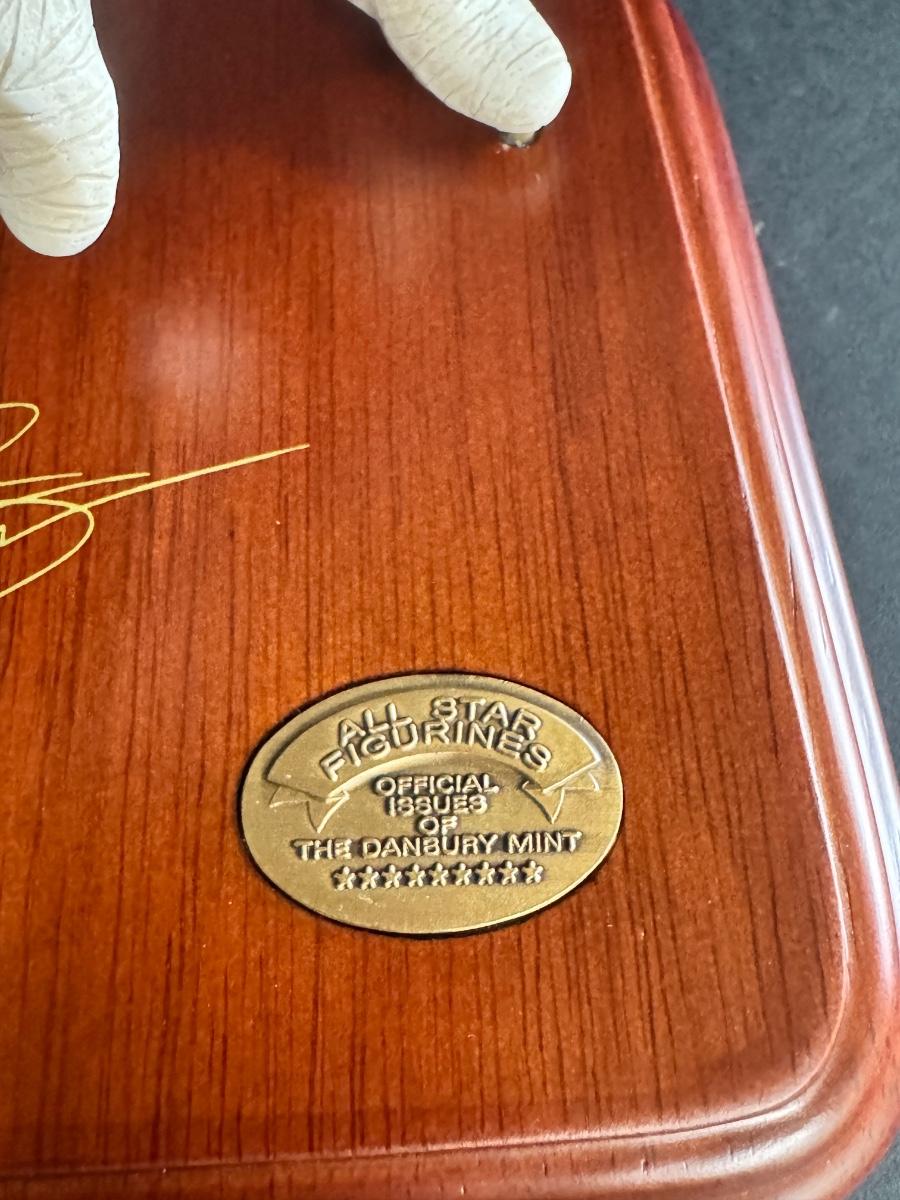 ALL STAR
FIGURINES
OFFICIAL
ISSUES
OF
THE DANBURY MINT